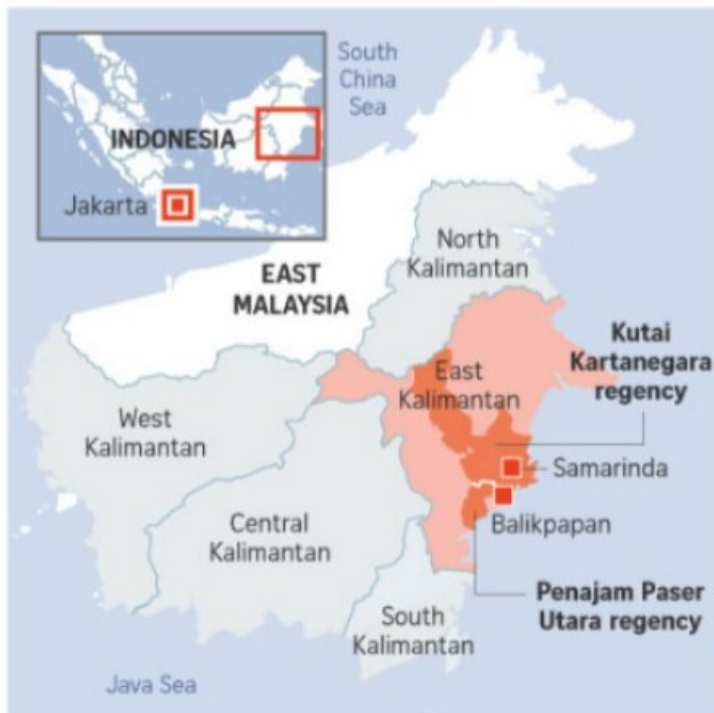 South
China
Sea
INDONESIA
Jakarta
North
Kalimantan
EAST
MALAYSIA
Kutai
Kartanegara
regency
East
Kalimantan
West
Kalimantan
Samarinda
Balikpapan
Central
Kalimantan
Penajam Paser
Utara regency
South
Kalimantan
Java Sea